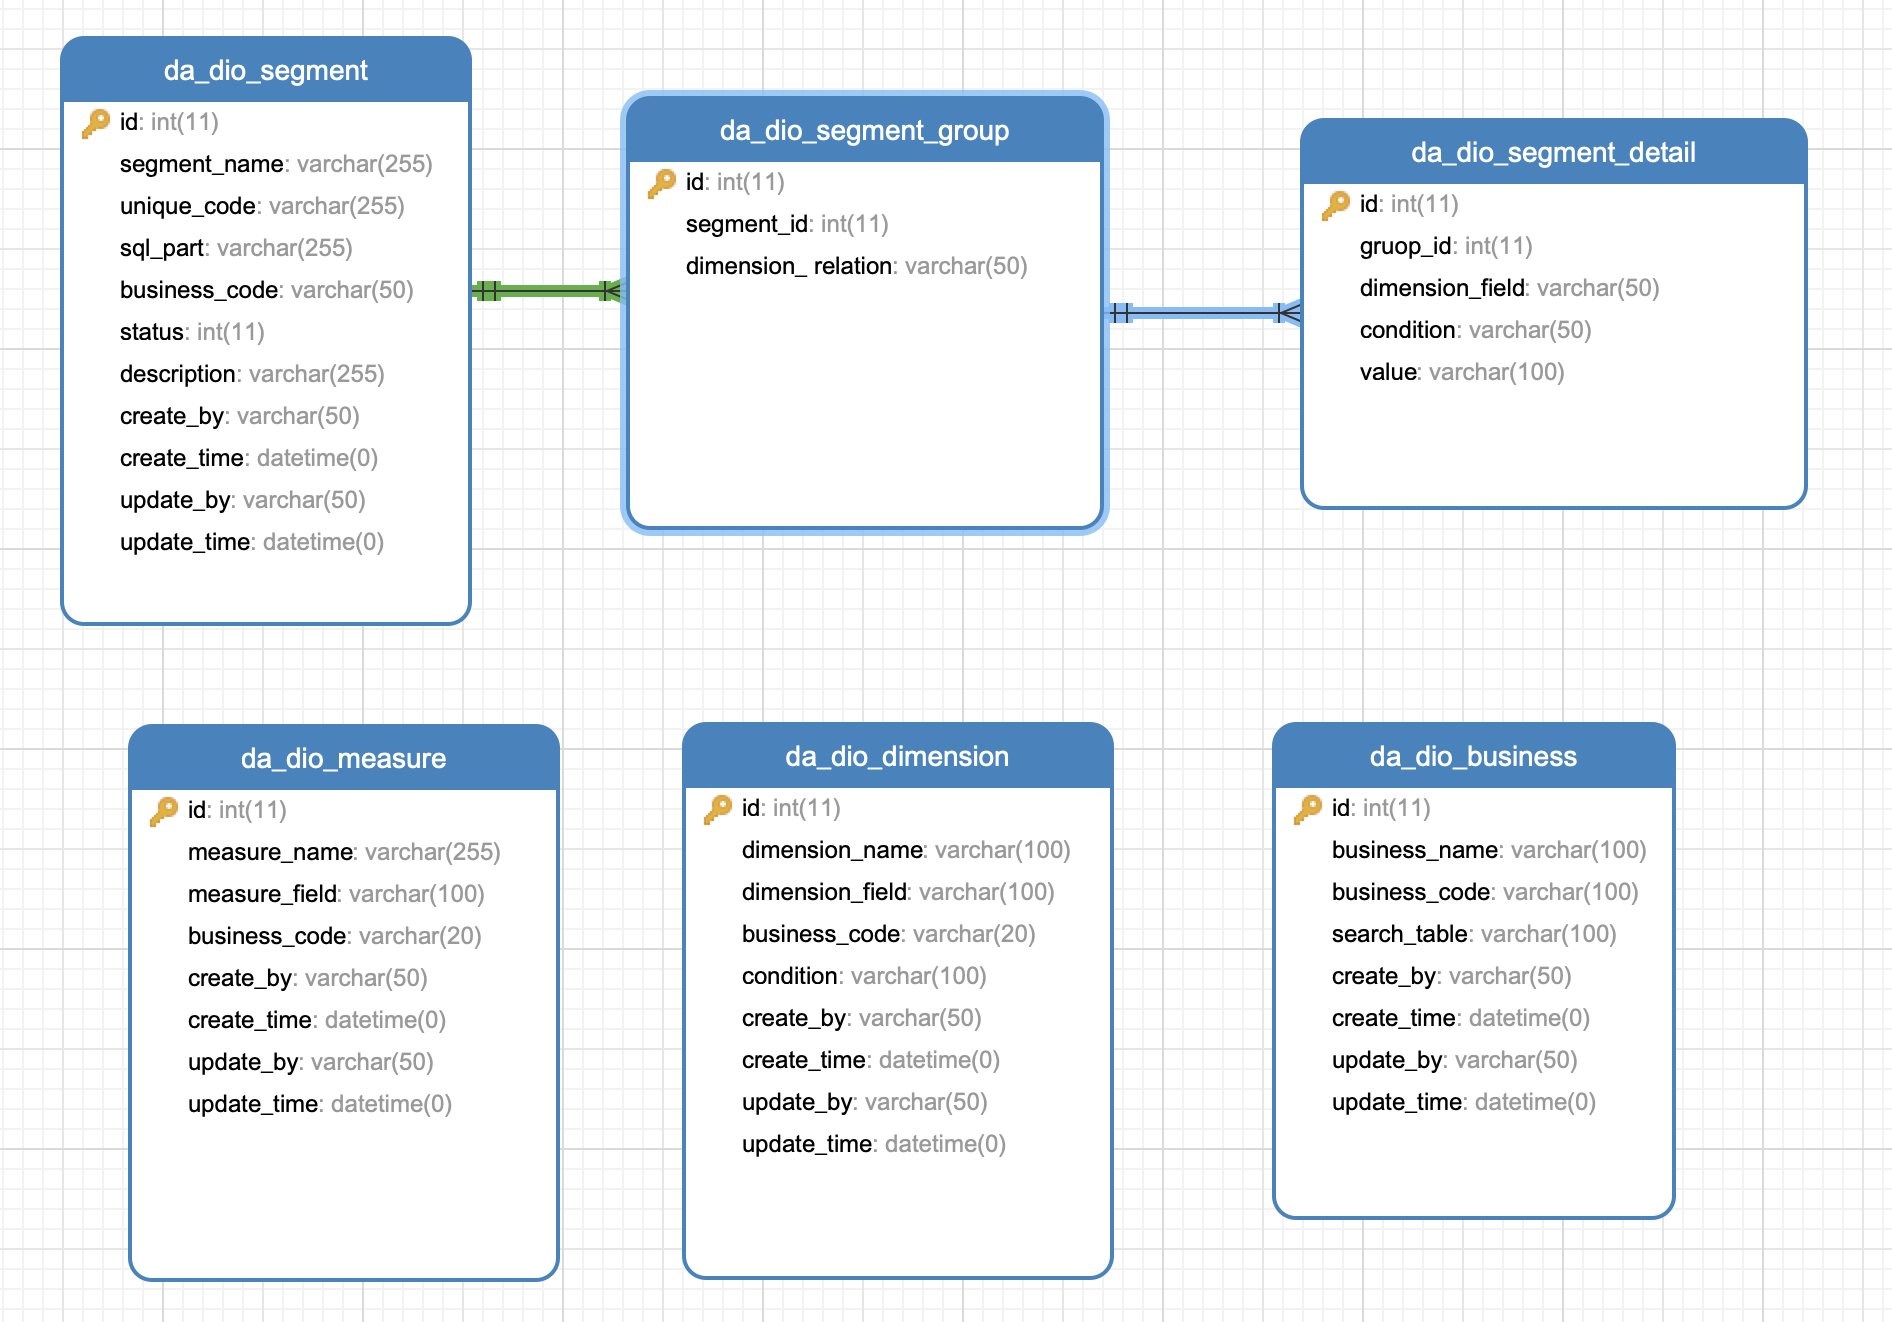 da_dio_segment
id: int(11)
segment_name: varchar(255)
unique_code: varchar(255)
sql_part: varchar(255)
business_code: varchar(50)
status: int(11)
description: varchar(255)
create_by: varchar(50)
create_time: datetime(0)
update_by: varchar(50)
update_time: datetime(0)
da_dio_segment_group
id: int(11)
segment_id: int(11)
dimension_ relation: varchar(50)
da_dio_segment_detail
id: int(11)
gruop_id: int(11)
dimension_field: varchar(50)
condition: varchar(50)
value: varchar(100)
da_dio_measure
id: int(11)
measure_name: varchar(255)
measure_field: varchar(100)
business_code: varchar(20)
create_by: varchar(50)
create_time: datetime(0)
update_by: varchar(50)
update_time: datetime(0)
da_dio_dimension
id: int(11)
dimension_name: varchar(100)
dimension_field: varchar(100)
business_code: varchar(20)
condition: varchar(100)
create_by: varchar(50)
create_time: datetime(0)
update_by: varchar(50)
update_time: datetime(0)
da_dio_business
id: int(11)
business_name: varchar(100)
business_code: varchar(100)
search_table: varchar(100)
create_by: varchar(50)
create_time: datetime(0)
update_by: varchar(50)
update_time: datetime(0)